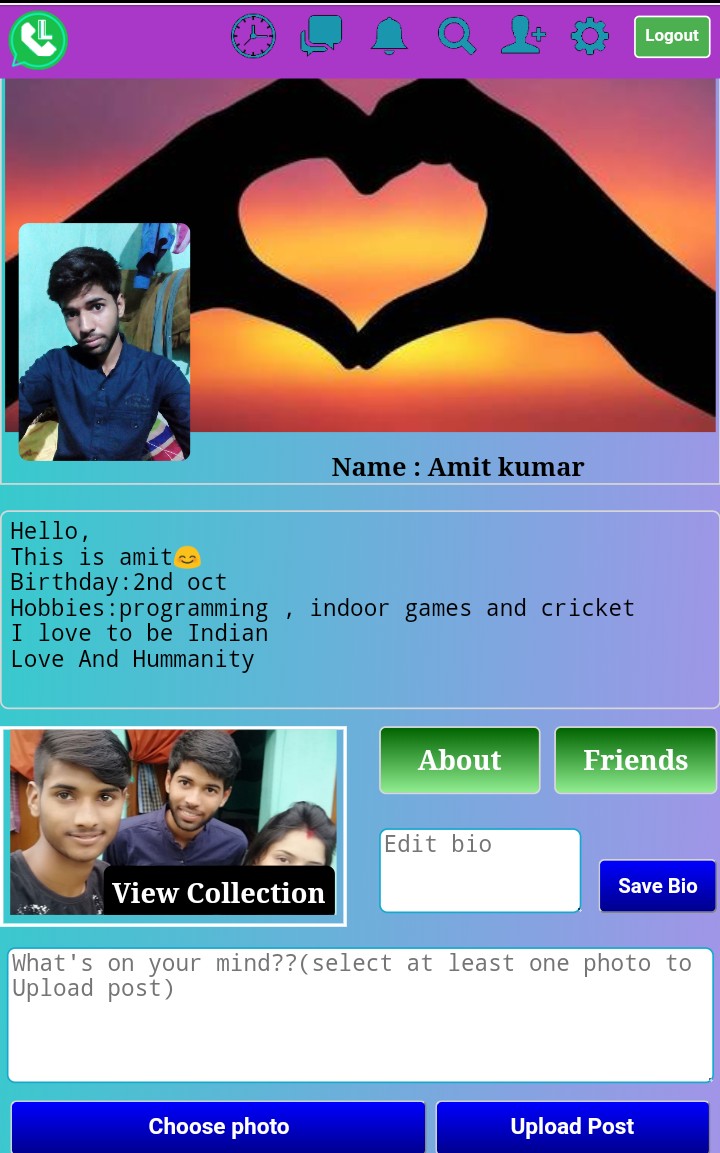 L
Logout
Name : Amit kumar
Hello,
This is amit😊
Birthday:2nd oct
Hobbies:programming , indoor games and cricket
I love to be Indian
Love And Hummanity
View Collection
About
Friends
Edit bio
Save Bio
What's on your mind??(select at least one photo to
Upload post)
Choose photo
Upload Post